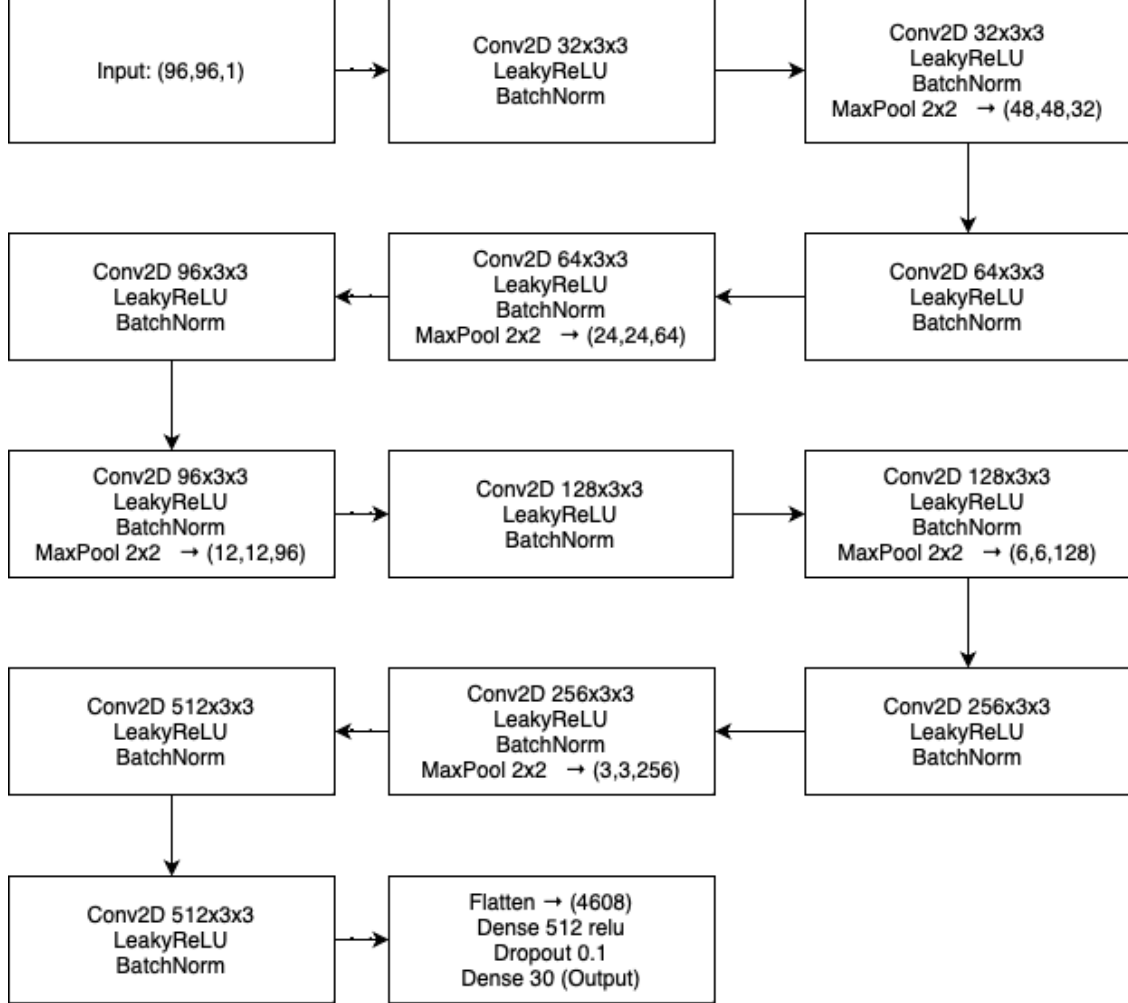 Input: (96,96,1)
Conv2D 32x3x3
LeakyReLU
BatchNorm
Conv2D 32x3x3
LeakyReLU
BatchNorm
MaxPool 2x2 → (48,48,32)
Conv2D 64x3x3
LeakyReLU
BatchNorm
Conv2D 64x3x3
LeakyReLU
BatchNorm
MaxPool 2x2 → (24,24,64)
Conv2D 96x3x3
LeakyReLU
BatchNorm
Conv2D 96x3x3
LeakyReLU
BatchNorm
MaxPool 2x2 → (12,12,96)
Conv2D 128x3x3
LeakyReLU
BatchNorm
Conv2D 128x3x3
LeakyReLU
BatchNorm
MaxPool 2x2 → (6,6,128)
Conv2D 256x3x3
LeakyReLU
BatchNorm
Conv2D 256x3x3
LeakyReLU
BatchNorm
MaxPool 2x2 → (3,3,256)
Conv2D 512x3x3
LeakyReLU
BatchNorm
Conv2D 512x3x3
LeakyReLU
BatchNorm
Flatten → (4608)
Dense 512 relu
Dropout 0.1
Dense 30 (Output)